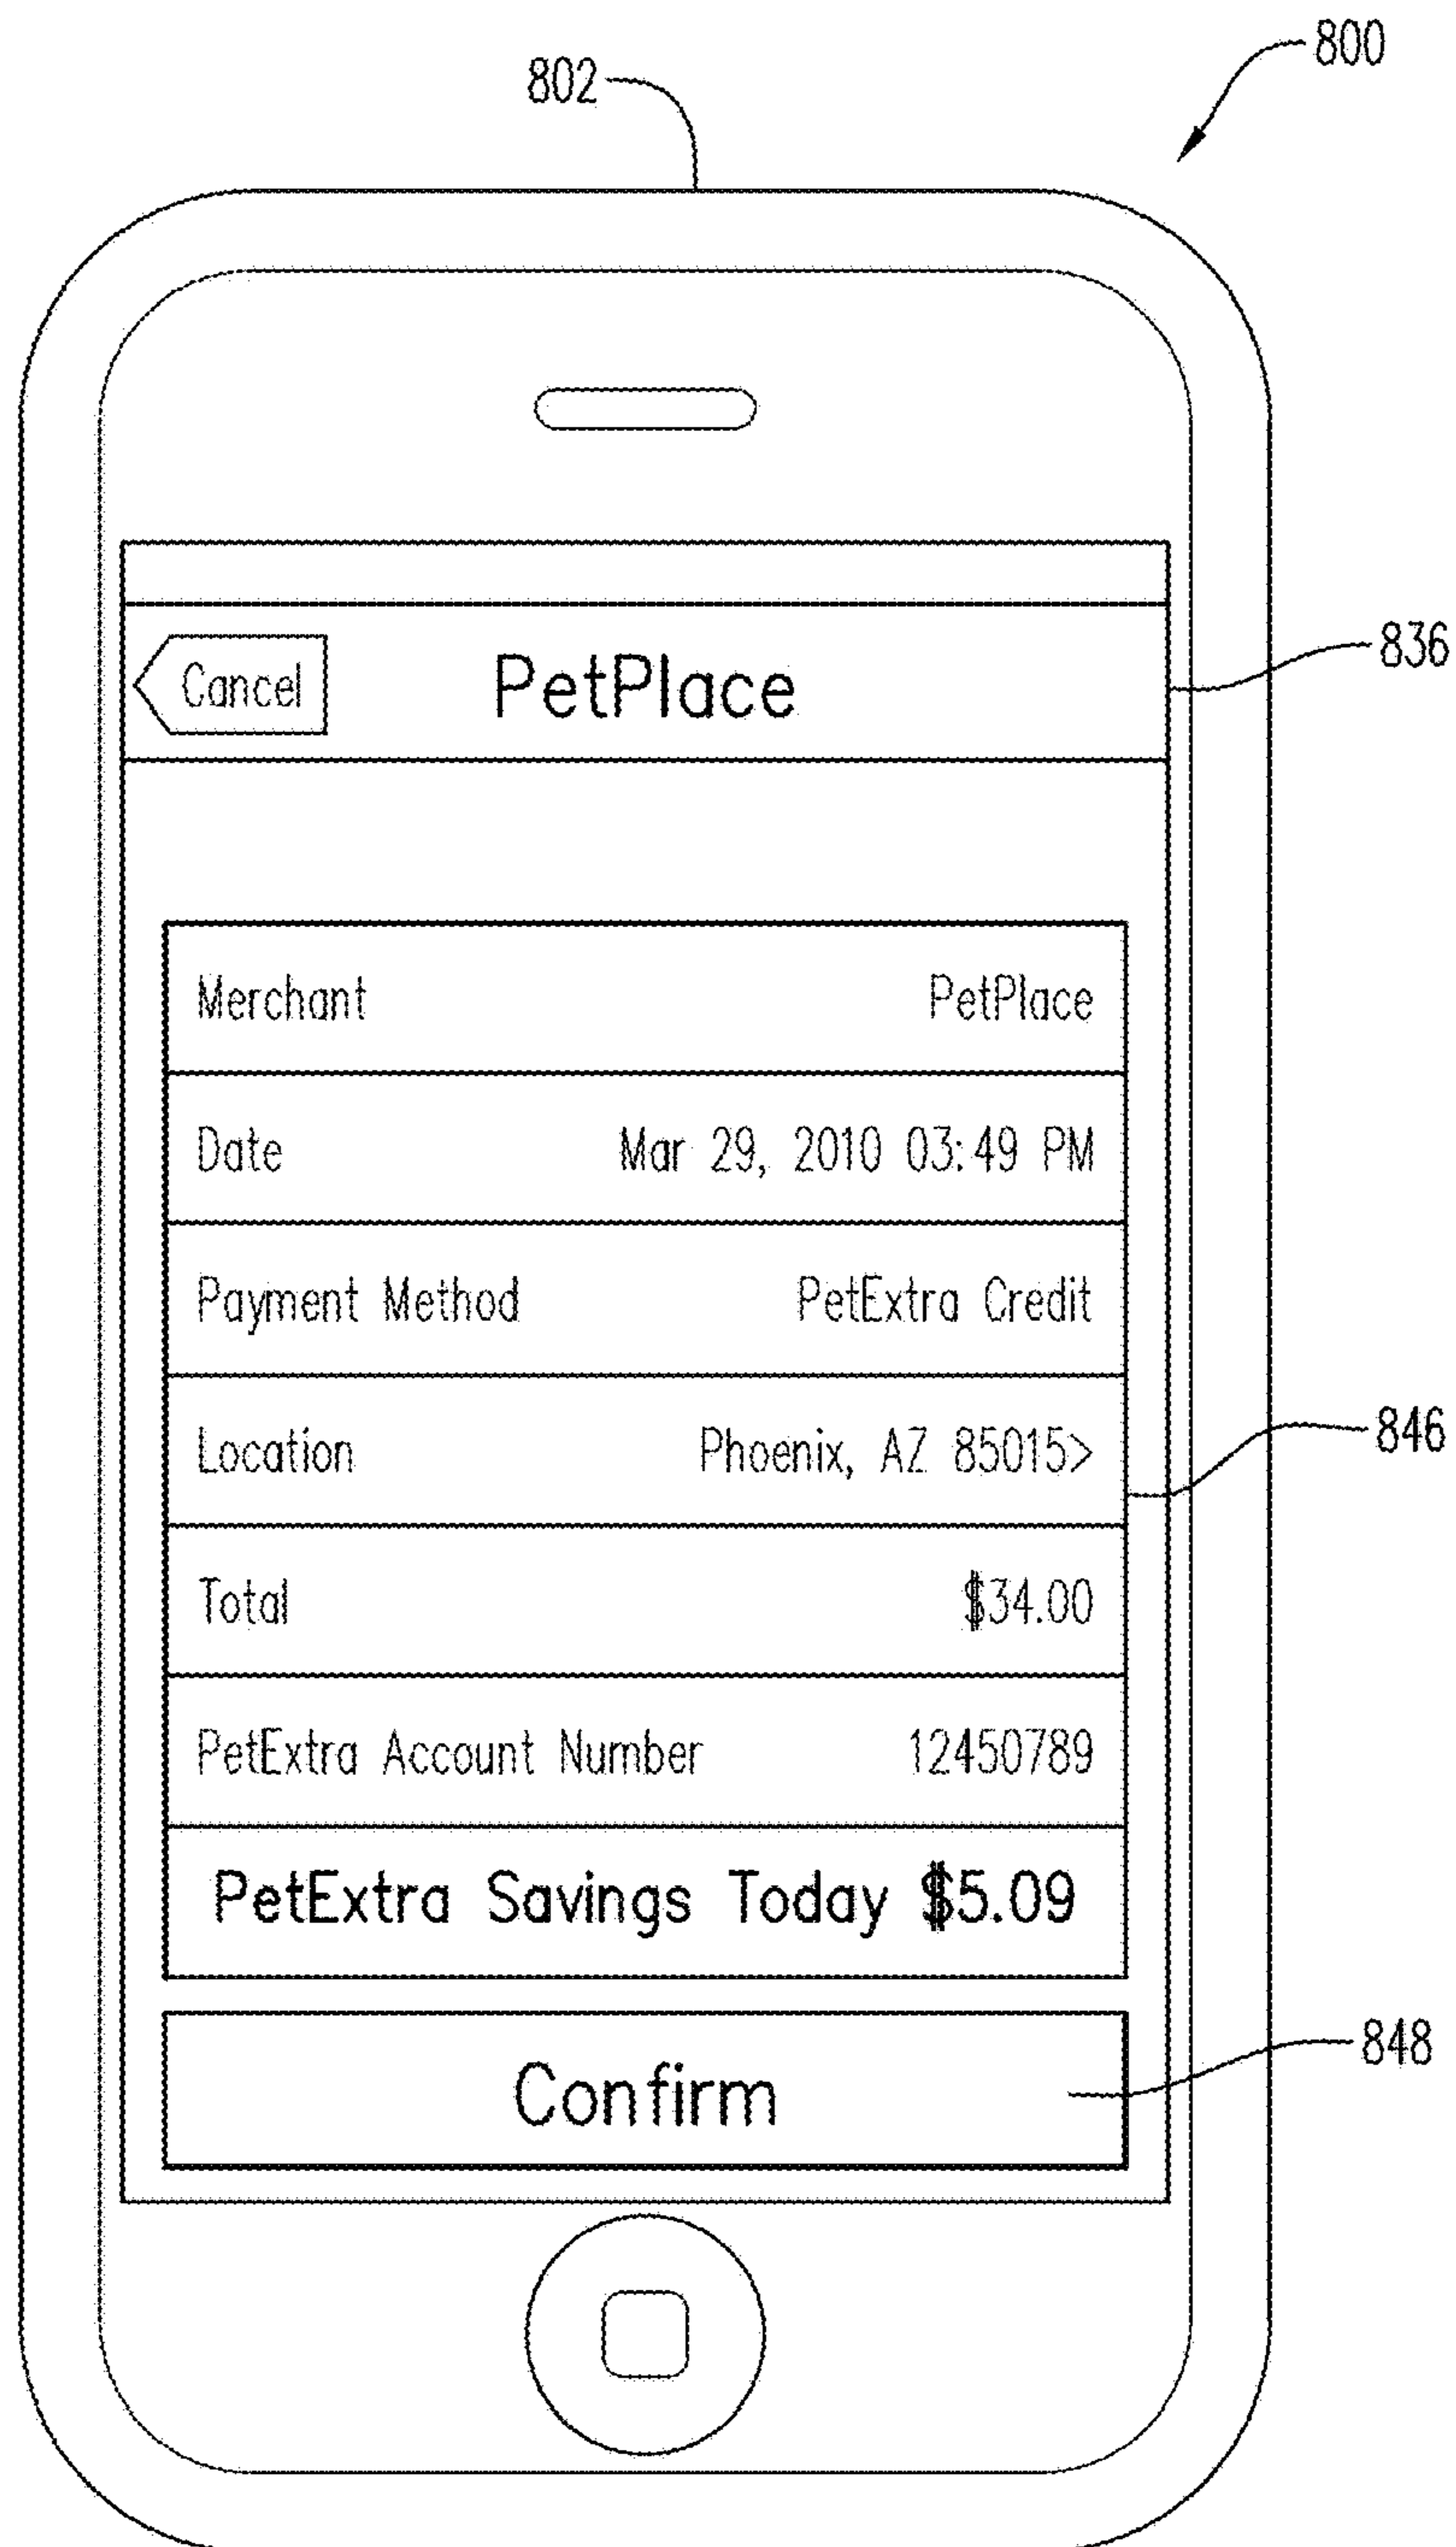 800
802
Cancel PetPlace
836
Merchant PetPlace
Date Mar 29, 2010 03:49 PM
Payment Method PetExtra Credit
Location Phoenix, AZ 85015>
846
Total $34.00
PetExtra Account Number 12450789
PetExtra Savings Today $5.09
848
Confirm